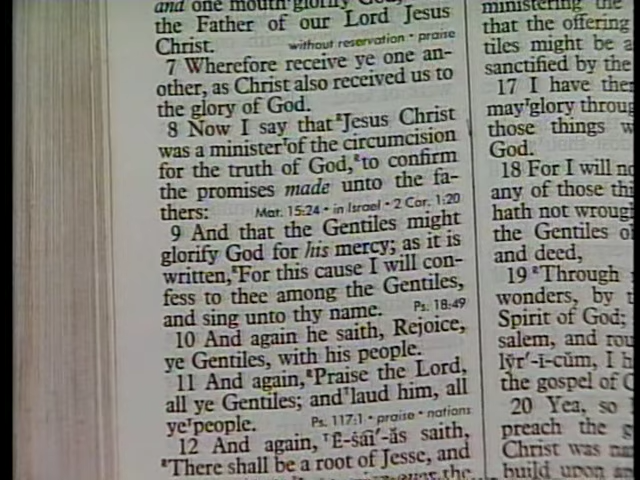 and one mouth glorify God,
the Father of our Lord Jesus
Christ. without reservation • praise
7 Wherefore receive ye one an-
other, as Christ also received us to
the glory of God.
8 Now I say that Jesus Christ
was a minister of the circumcision
for the truth of God, to confirm
the promises made unto the fa-
thers: Mat. 15:24 • in Israel • 2 Cor. 1:20
9 And that the Gentiles might
glorify God for his mercy; as it is
written, For this cause I will con-
fess to thee among the Gentiles,
and sing unto thy name. Ps. 18:49
10 And again he saith, Rejoice,
ye Gentiles, with his people.
11 And again, Praise the Lord,
all ye Gentiles; and laud him, all
ye people. Ps. 117:1 • praise • nations
12 And again, Ē-šāi′-ăs saith,
There shall be a root of Jesse, and
the
ministering the
that the offering
tiles might be a
sanctified by the
17 I have
may glory
those things
God.
18 For I will
any of those
hath not
the Gentiles
and deed,
19 Through
wonders, by
Spirit of God;
salem, and
lўr′-ĭ-cŭm, I
the gospel of
20 Yea, so
preach the
Christ was
build upon